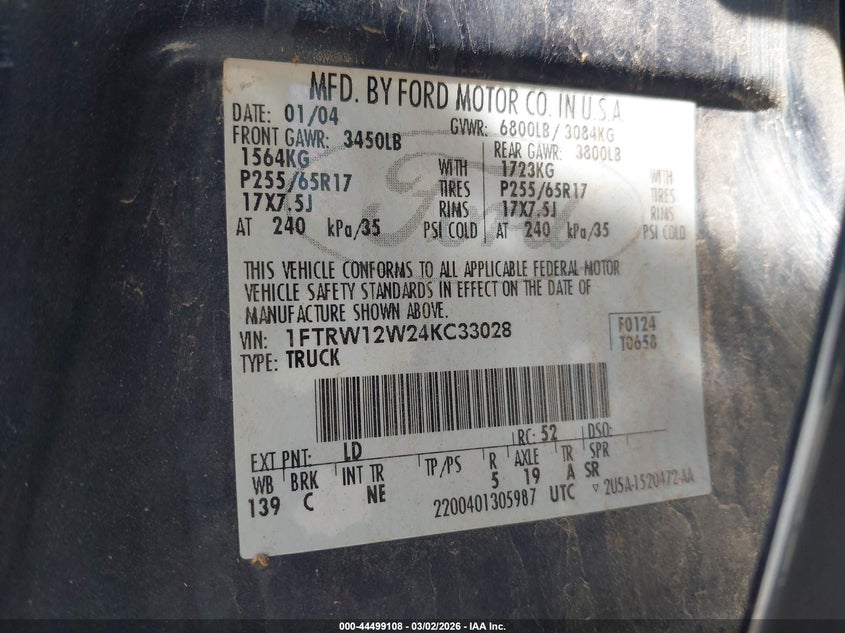 MFD. BY FORD MOTOR CO. IN U.S.A.
DATE: 01/04 GVWR: 6800LB / 3084KG
FRONT GAWR: 3450LB REAR GAWR: 3800LB
1564KG WITH 1723KG WITH
P255/65R17 TIRES P255/65R17 TIRES
17X7.5J RIMS 17X7.5J RIMS
AT 240 kPa/35 PSI COLD AT 240 kPa/35 PSI COLD
Ford
THIS VEHICLE CONFORMS TO ALL APPLICABLE FEDERAL MOTOR
VEHICLE SAFETY STANDARDS IN EFFECT ON THE DATE OF
MANUFACTURE SHOWN ABOVE.
VIN: 1FTRW12W24KC33028 F0124
TYPE: TRUCK T0658
EXT PNT: LD RC: 52 DSO:
WB BRK INT TR TP/PS R AXLE TR SPR
139 C NE 5 19 A SR
2200401305987 UTC ▽ 2U5A-1520472-AA
000-44499108 - 03/02/2026 - IAA Inc.